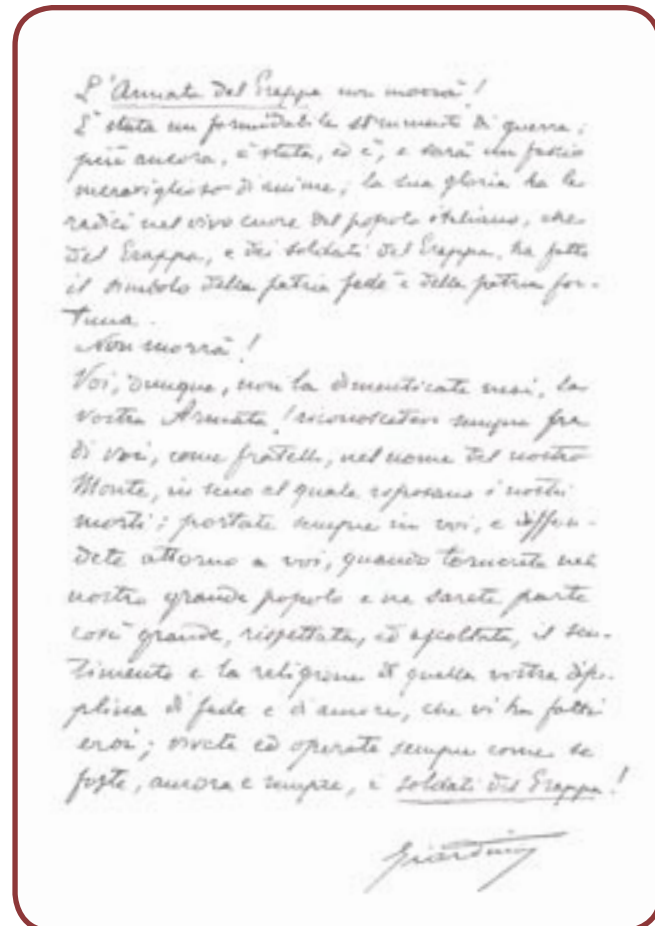 L'Armata del Grappa non morrà!
È stata un formidabile strumento di guerra;
più ancora, è stata, ed è, e sarà un fascio
meraviglioso di anime; la sua gloria ha le
radici nel vivo cuore del popolo italiano, che
del Grappa, e dei soldati del Grappa, ha fatto
il simbolo della patria fede e della patria for-
tuna.
Non morrà!
Voi, dunque, non la dimenticate mai, la
vostra Armata! riconoscetevi sempre fra
di voi, come fratelli, nel nome del nostro
Monte, in seno al quale riposano i nostri
morti; portate sempre in voi, e diffon-
dete attorno a voi, quando tornerete nel
nostro grande popolo e ne sarete parte
così grande, rispettata, ed ascoltata, il sen-
timento e la religione di quella vostra disci-
plina di fede e di amore, che vi ha fatti
eroi; vivete ed operate sempre come se
foste, ancora e sempre, i soldati del Grappa!
Giardino